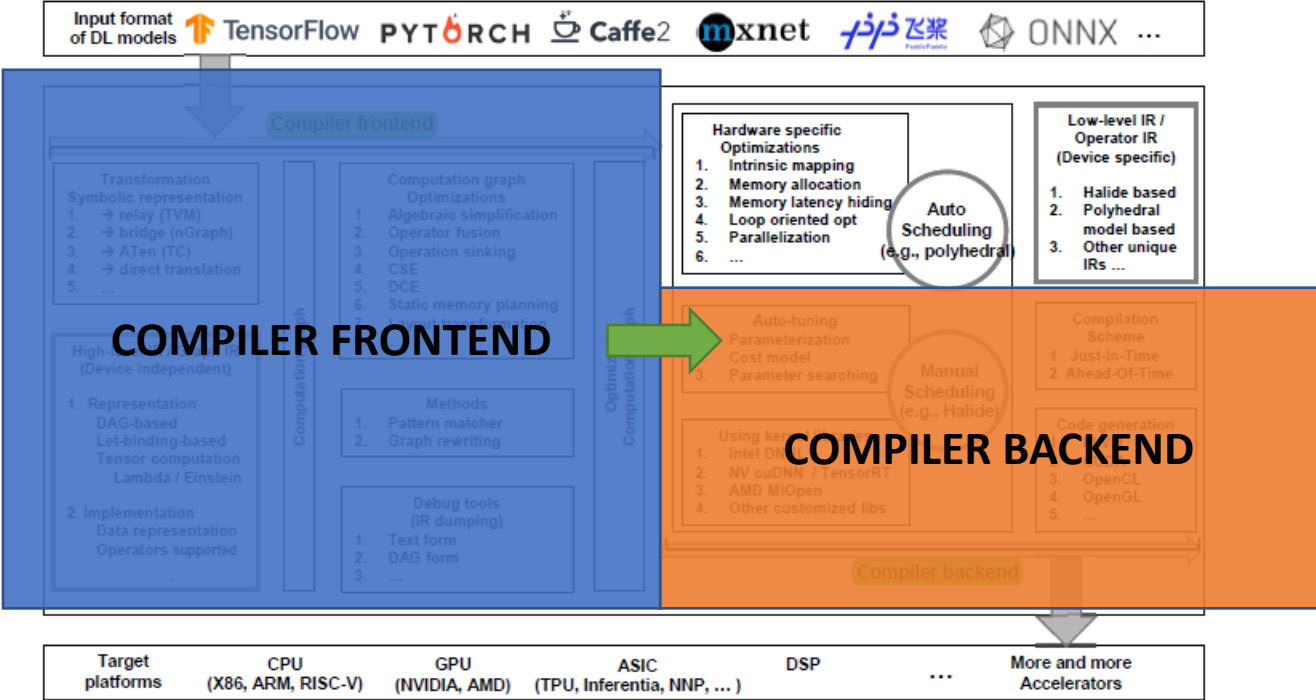 Input format
of DL models
TensorFlow PYTORCH Caffe2 mxnet 飞桨 ONNX ...
PaddlePaddle
Compiler frontend
Transformation
Symbolic representation
1. → relay (TVM)
2. → bridge (nGraph)
3. → ATen (TC)
4. → direct translation
5. ...
(Device independent)
1. Representation
DAG-based
Let-binding-based
Tensor computation
Lambda / Einstein
2. Implementation
Data representation
Operators supported
Computation graph
Optimizations
1. Algebraic simplification
2. Operator fusion
3. Operation sinking
4. CSE
5. DCE
6. Static memory planning
7. Layout transformation
Methods
1. Pattern matcher
2. Graph rewriting
Debug tools
(IR dumping)
1. Text form
2. DAG form
3. ...
Computation
Computation graph
COMPILER FRONTEND
Hardware specific
Optimizations
1. Intrinsic mapping
2. Memory allocation
3. Memory latency hiding
4. Loop oriented opt
5. Parallelization
6. ...
Auto
Scheduling
(e.g., polyhedral)
Low-level IR /
Operator IR
(Device specific)
1. Halide based
2. Polyhedral
model based
3. Other unique
IRs ...
Auto-tuning
Parameterization
Cost model
3. Parameter searching
Manual
Scheduling
(e.g., Halide)
Compilation
Scheme
1 . Just-In-Time
2. Ahead-Of-Time
Using kernel libraries
1. Intel
2. NV cuDNN / TensorRT
3. AMD MIOpen
4. Other customized libs
Code generation
3. OpenCL
4. OpenGL
5. ...
COMPILER BACKEND
Compiler backend
Target
platforms
CPU
(X86, ARM, RISC-V)
GPU
(NVIDIA, AMD)
ASIC
(TPU, Inferentia, NNP, ... )
DSP
...
More and more
Accelerators